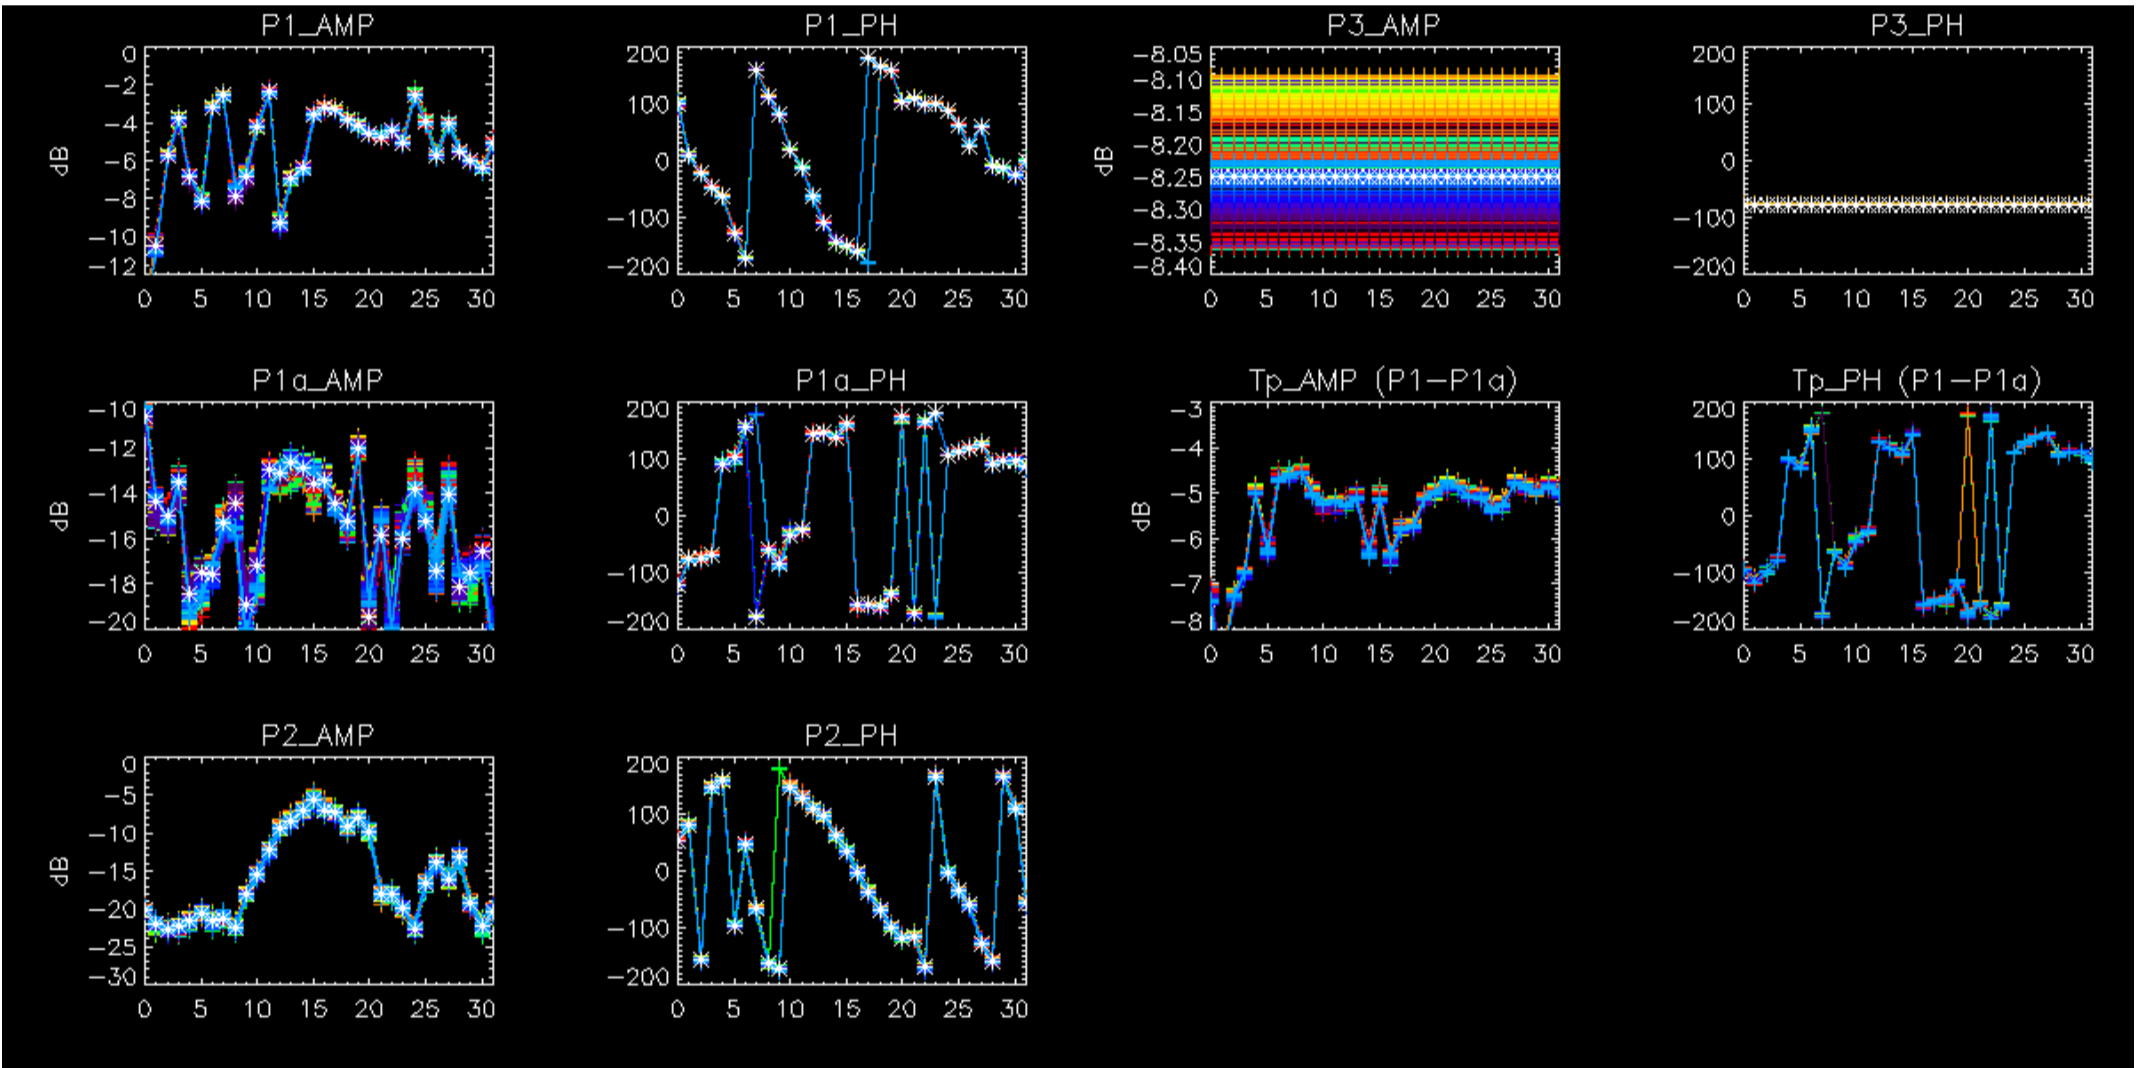 P1_AMP
P1_PH
P3_AMP
P3_PH
dB
0
-2
-4
-6
-8
-10
-12
0 5 10 15 20 25 30
200
100
0
-100
-200
0 5 10 15 20 25 30
dB
-8.05
-8.10
-8.15
-8.20
-8.25
-8.30
-8.35
-8.40
0 5 10 15 20 25 30
200
100
0
-100
-200
0 5 10 15 20 25 30
P1a_AMP
P1a_PH
Tp_AMP (P1-P1a)
Tp_PH (P1-P1a)
dB
-10
-12
-14
-16
-18
-20
0 5 10 15 20 25 30
200
100
0
-100
-200
0 5 10 15 20 25 30
dB
-3
-4
-5
-6
-7
-8
0 5 10 15 20 25 30
200
100
0
-100
-200
0 5 10 15 20 25 30
P2_AMP
P2_PH
dB
0
-5
-10
-15
-20
-25
-30
0 5 10 15 20 25 30
200
100
0
-100
-200
0 5 10 15 20 25 30